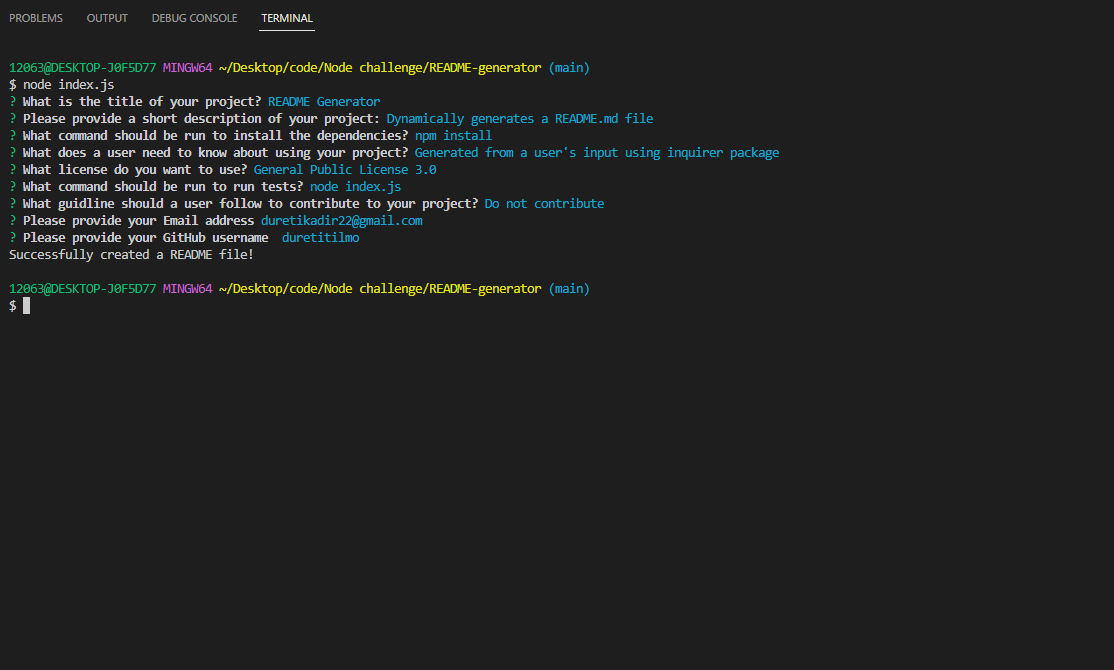 PROBLEMS OUTPUT DEBUG CONSOLE TERMINAL
12063@DESKTOP-J0F5D77 MINGW64 ~/Desktop/code/Node challenge/README-generator (main)
$ node index.js
? What is the title of your project? README Generator
? Please provide a short description of your project: Dynamically generates a README.md file
? What command should be run to install the dependencies? npm install
? What does a user need to know about using your project? Generated from a user's input using inquirer package
? What license do you want to use? General Public License 3.0
? What command should be run to run tests? node index.js
? What guidline should a user follow to contribute to your project? Do not contribute
? Please provide your Email address duretikadir22@gmail.com
? Please provide your GitHub username  duretitilmo
Successfully created a README file!
12063@DESKTOP-J0F5D77 MINGW64 ~/Desktop/code/Node challenge/README-generator (main)
$